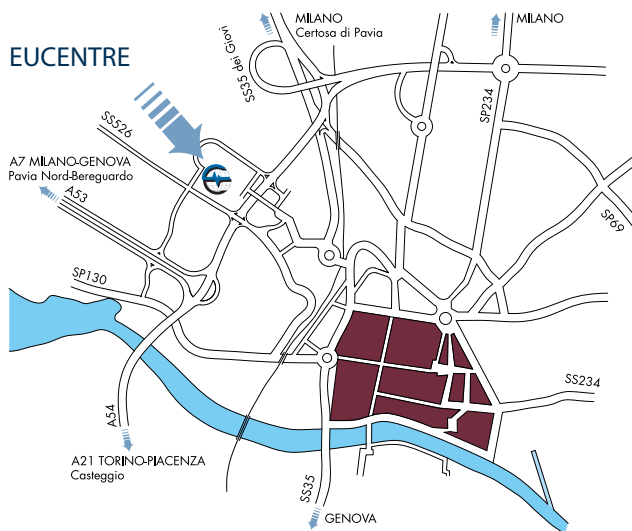 MILANO
Certosa di Pavia
MILANO
EUCENTRE
SS35 dei Giovi
SP234
SS526
A7 MILANO-GENOVA
Pavia Nord-Bereguardo
A53
SP69
SP130
SS234
A54
A21 TORINO-PIACENZA
Casteggio
SS35
GENOVA